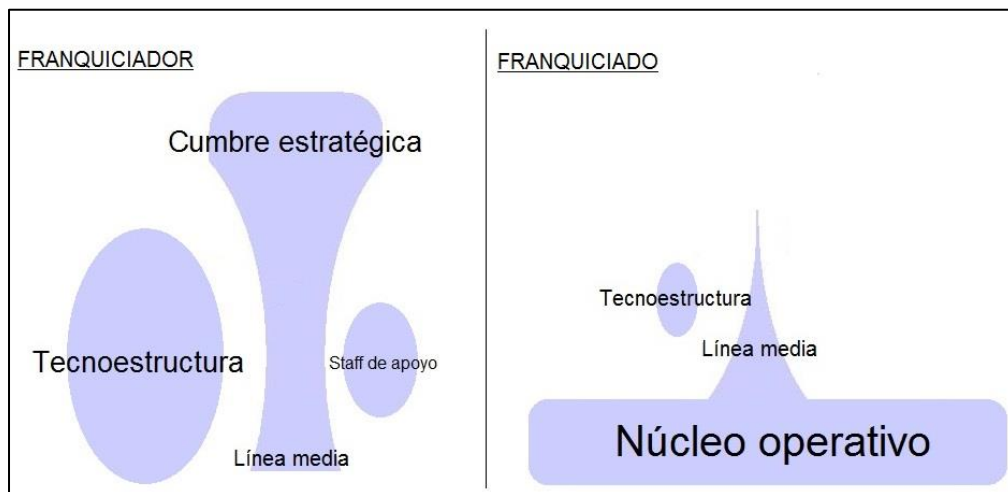 FRANQUICIADOR
Cumbre estratégica
Tecnoestructura
Staff de apoyo
Línea media
FRANQUICIADO
Tecnoestructura
Línea media
Núcleo operativo